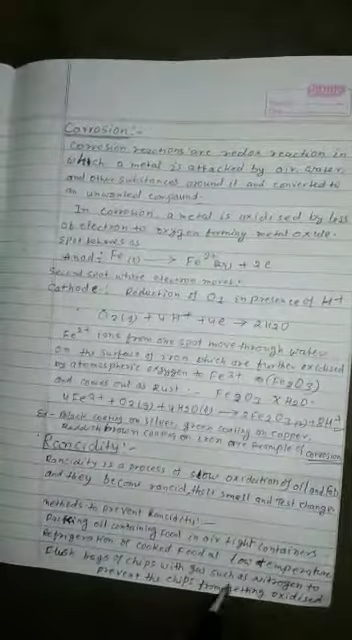 Corrosion:-
Corrosion reactions are redox reaction in
which a metal is attacked by air, water
and other substances around it and converted to
an unwanted compound.
In corrosion, a metal is oxidised by loss
of electron to oxygen forming metal oxide.
spot behaves as
Anod: Fe(s) → Fe2+(aq) + 2e
Second spot where electron moves.
Cathode:- Reduction of O2 in presence of H+
O2(g) + 4H+ + 4e → 2H2O
Fe2+ ions from one spot move through water
on the surface of iron which are further oxidised
by atmospheric oxygen to Fe3+ (Fe2O3)
and comes out as Rust:- Fe2O3 XH2O.
4Fe2+ + O2(g) + 4H2O(l) → 2Fe2O3(s) + 8H+
Ex- Black coating on silver, green coating on copper,
Reddish brown coating on iron are Example of corrosion
Rancidity:-
Rancidity is a process of slow oxidation of oil and fats
and they become rancid, their smell and Test changes
methods to prevent Rancidity:-
Packing oil containing food in air tight containers
Refrigeration of cooked food at low temperature
Flush bags of chips with gas such as nitrogen to
prevent the chips from getting oxidised